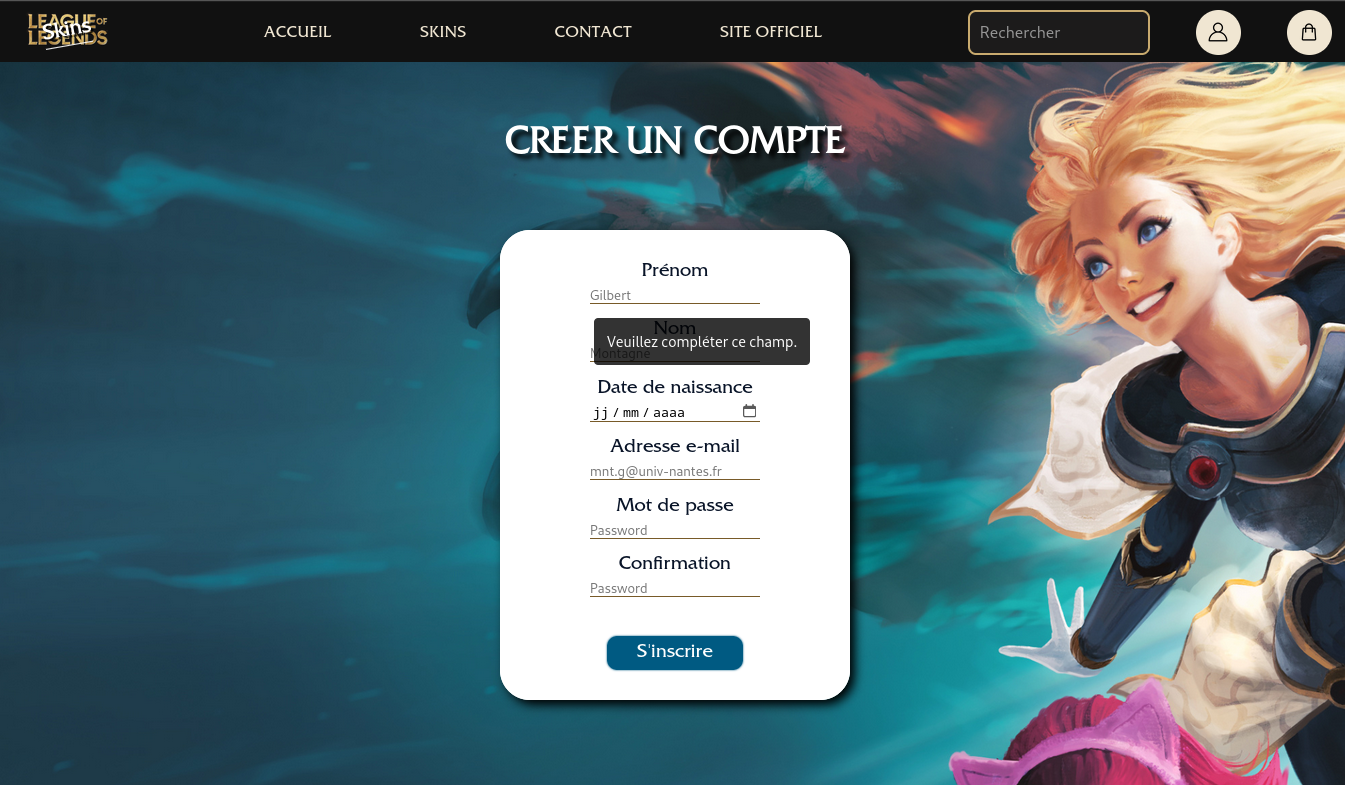 LEAGUE OF
Skins
LEGENDS
ACCUEIL
SKINS
CONTACT
SITE OFFICIEL
Rechercher
CREER UN COMPTE
Prénom
Gilbert
Nom
Veuillez compléter ce champ.
Montagne
Date de naissance
jj / mm / aaaa
Adresse e-mail
mnt.g@univ-nantes.fr
Mot de passe
Password
Confirmation
Password
S'inscrire